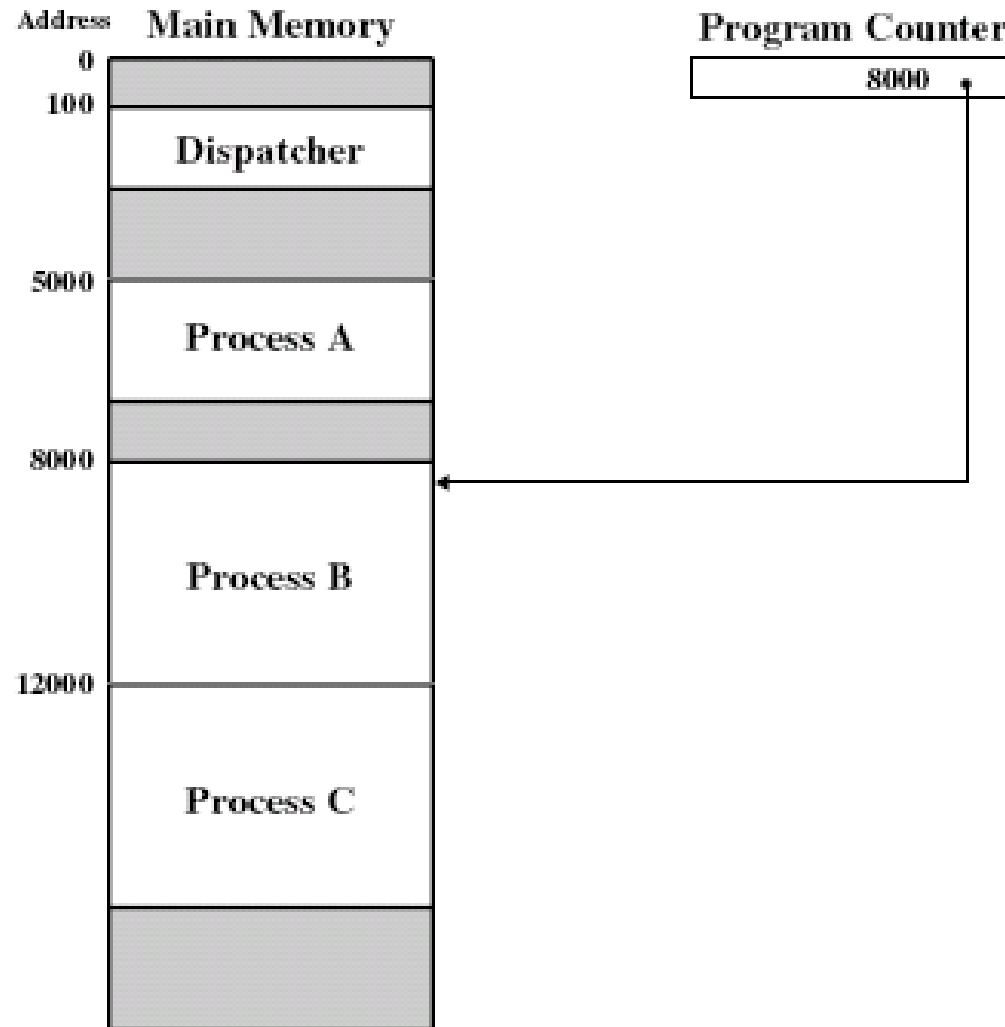 Address
Main Memory
Program Counter
0
8000
100
Dispatcher
5000
Process A
8000
Process B
12000
Process C